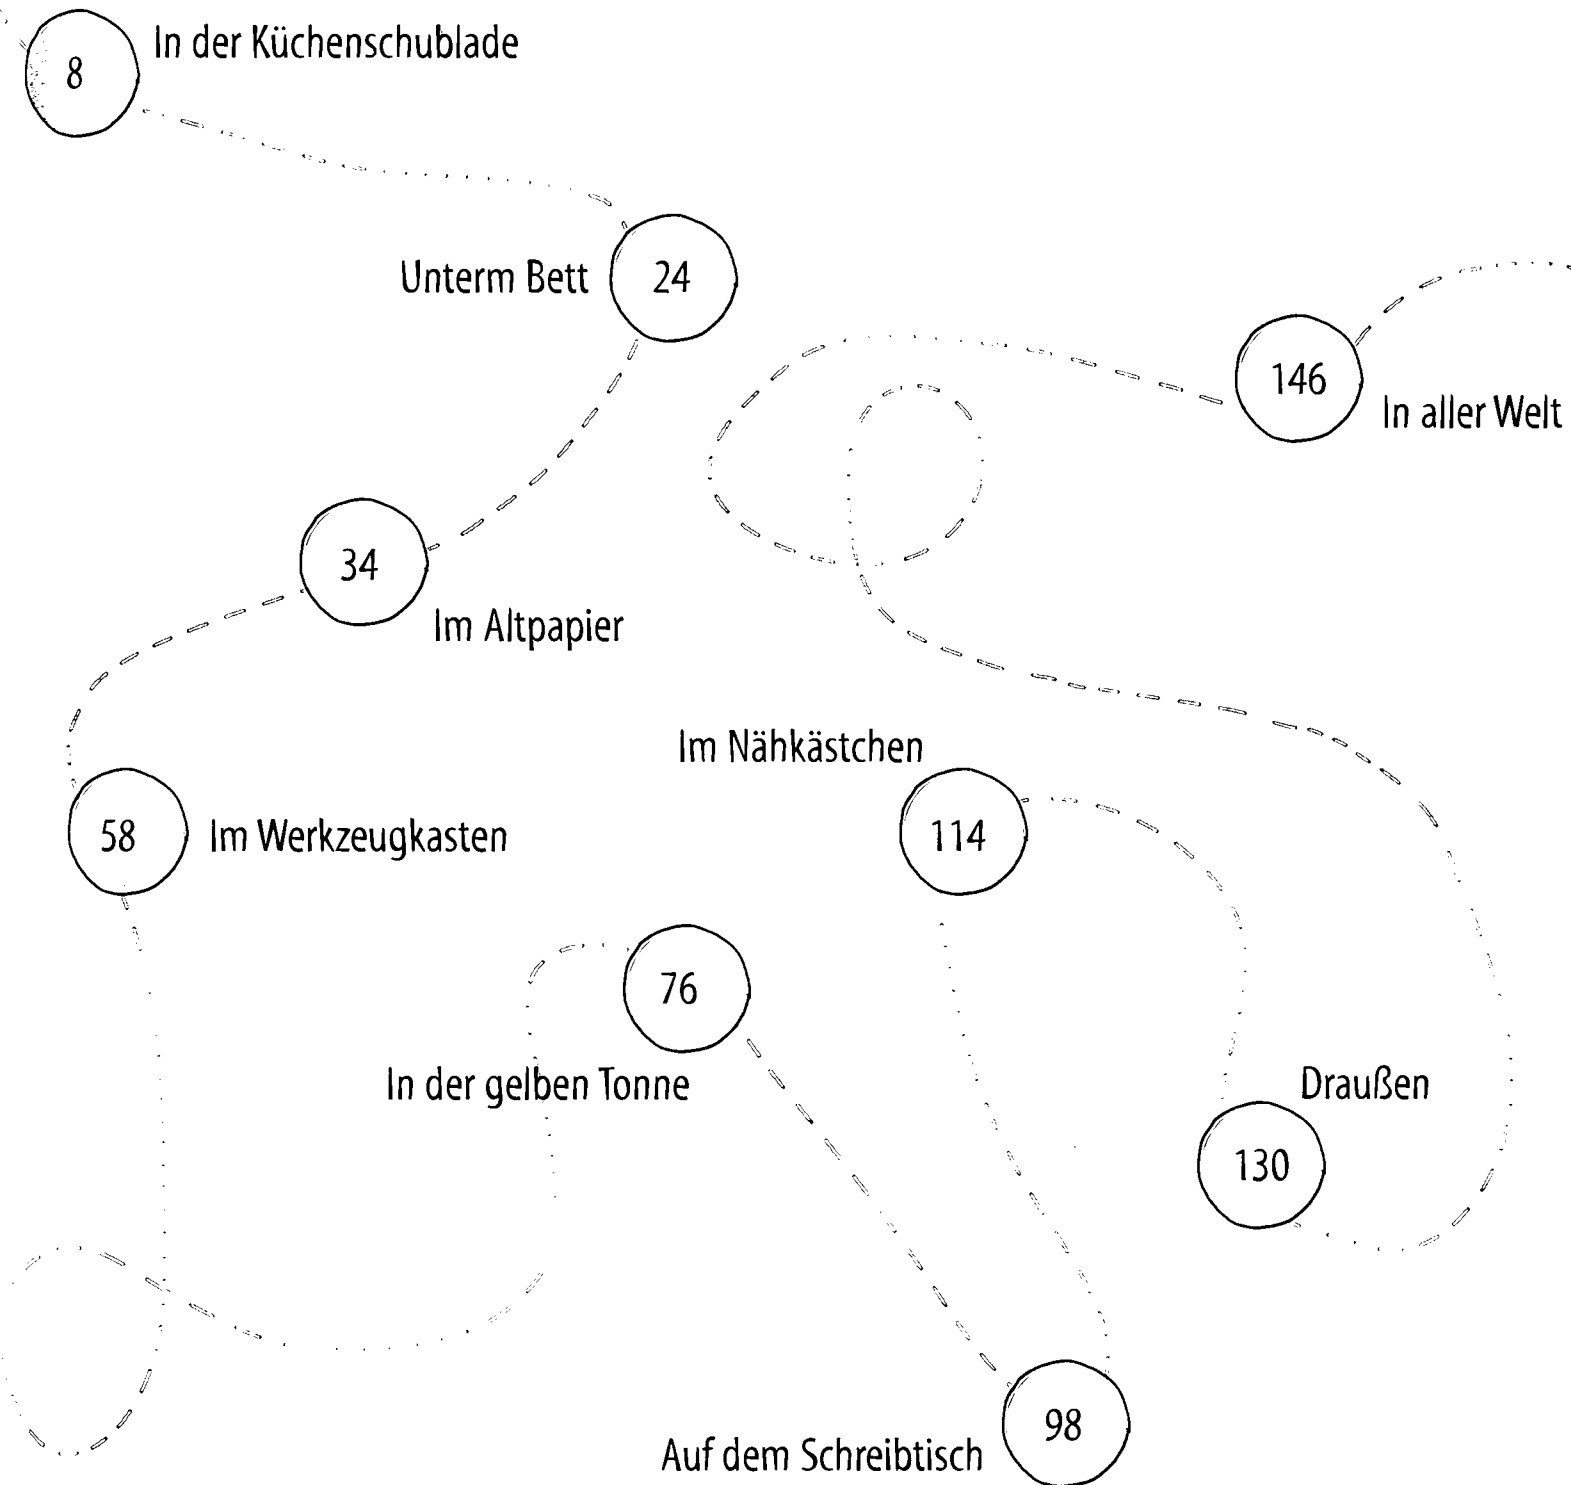 8 In der Küchenschublade
Unterm Bett 24
146 In aller Welt
34 Im Altpapier
Im Nähkästchen
58 Im Werkzeugkasten
114
76
In der gelben Tonne
Draußen
130
98
Auf dem Schreibtisch